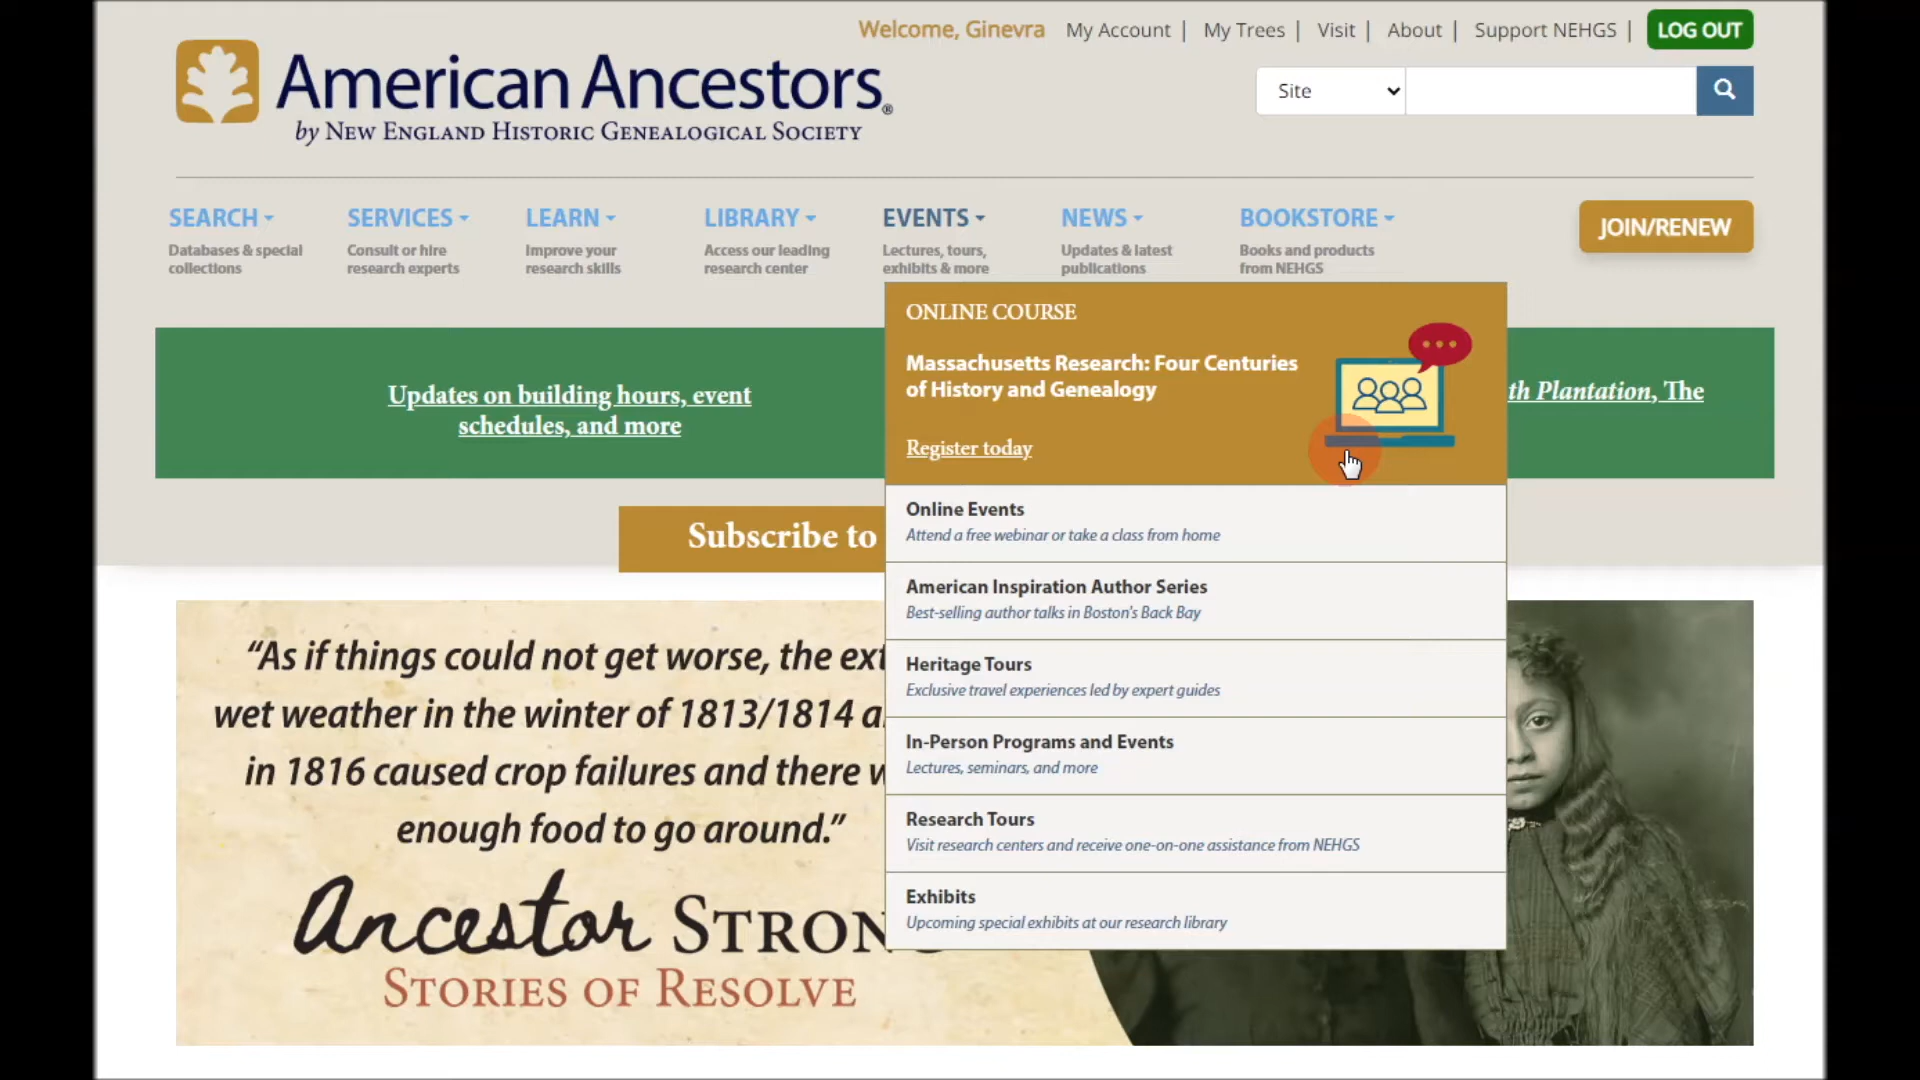 Welcome, Ginevra My Account | My Trees | Visit | About | Support NEHGS | LOG OUT
American Ancestors®
by NEW ENGLAND HISTORIC GENEALOGICAL SOCIETY
Site
SEARCH
Databases & special
collections
SERVICES
Consult or hire
research experts
LEARN
Improve your
research skills
LIBRARY
Access our leading
research center
EVENTS
Lectures, tours,
exhibits & more
NEWS
Updates & latest
publications
BOOKSTORE
Books and products
from NEHGS
JOIN/RENEW
Updates on building hours, event
schedules, and more
ONLINE COURSE
Massachusetts Research: Four Centuries
of History and Genealogy
Register today
th Plantation, The
Online Events
Attend a free webinar or take a class from home
American Inspiration Author Series
Best-selling author talks in Boston's Back Bay
Heritage Tours
Exclusive travel experiences led by expert guides
In-Person Programs and Events
Lectures, seminars, and more
Research Tours
Visit research centers and receive one-on-one assistance from NEHGS
Exhibits
Upcoming special exhibits at our research library
Subscribe to
“As if things could not get worse, the
wet weather in the winter of 1813/1814
in 1816 caused crop failures and there
enough food to go around.”
Ancestor STRONG
STORIES OF RESOLVE